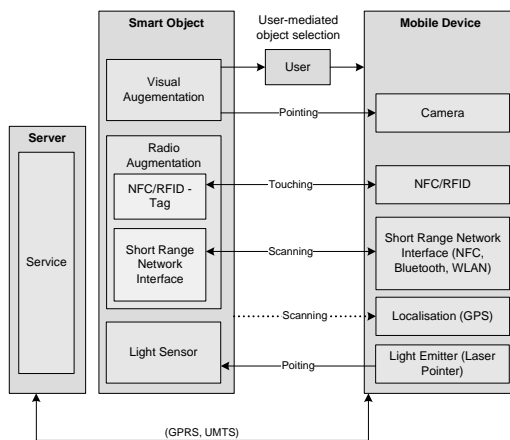 Smart Object
User-mediated
object selection
Mobile Device
Visual
Augementation
User
Pointing
Camera
Server
Service
Radio
Augmentation
NFC/RFID -
Tag
Touching
NFC/RFID
Short Range
Network
Interface
Scanning
Short Range Network
Interface (NFC,
Bluetooth, WLAN)
Scanning
Localisation (GPS)
Light Sensor
Poiting
Light Emitter (Laser
Pointer)
(GPRS, UMTS)